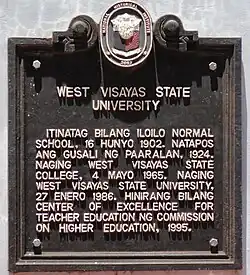 WEST VISAYAS STATE
UNIVERSITY
ITINATAG BILANG ILOILO NORMAL
SCHOOL, 16 HUNYO 1902. NATAPOS
ANG GUSALI NG PAARALAN, 1924.
NAGING WEST VISAYAS STATE
COLLEGE, 4 MAYO 1965. NAGING
WEST VISAYAS STATE UNIVERSITY,
27 ENERO 1986. HINIRANG BILANG
CENTER OF EXCELLENCE FOR
TEACHER EDUCATION NG COMMISSION
ON HIGHER EDUCATION, 1995.